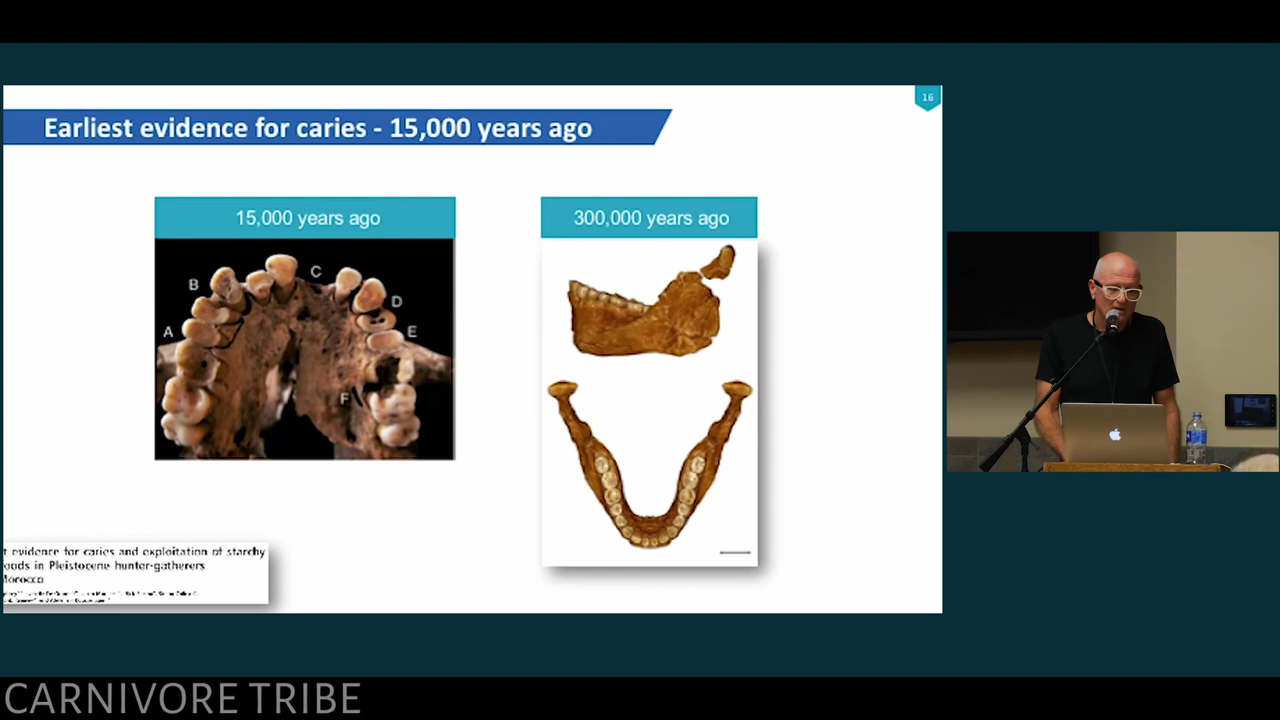 16
Earliest evidence for caries - 15,000 years ago
15,000 years ago
300,000 years ago
B
C
D
A
E
F
t evidence for caries and exploitation of starchy
oods in Pleistocene hunter-gatherers
Morocco
CARNIVORE TRIBE